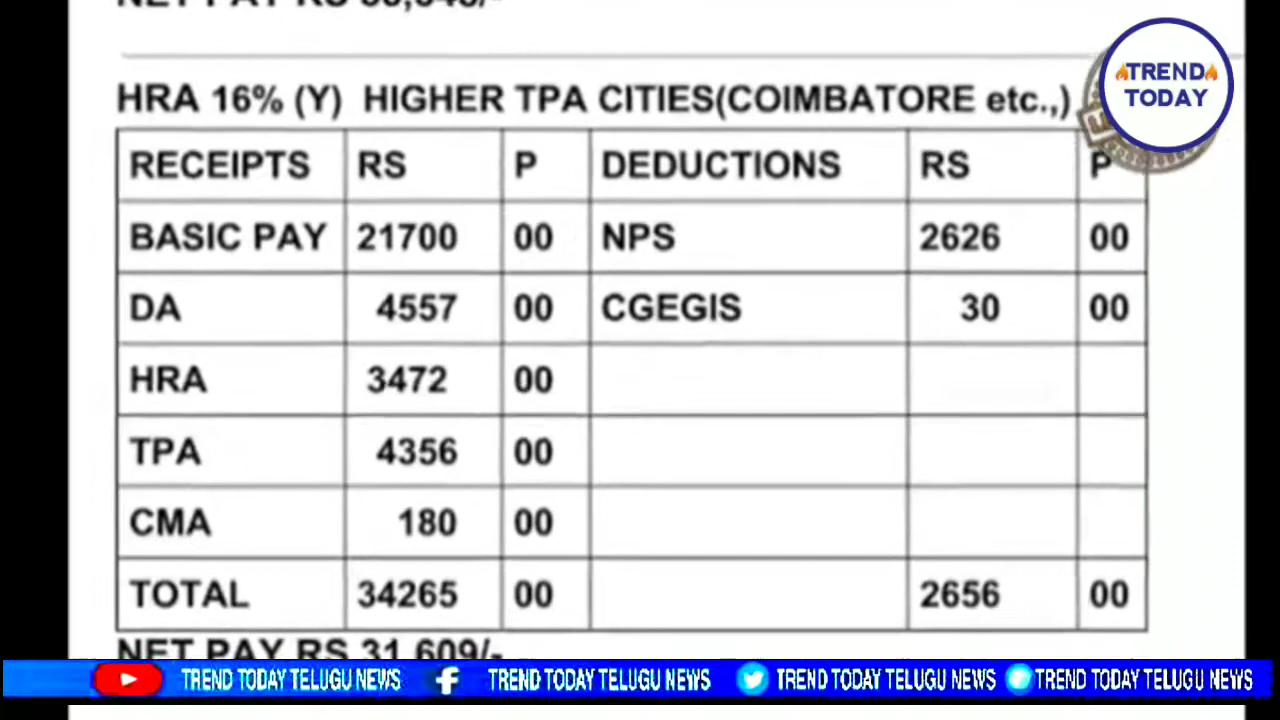 HRA 16% (Y) HIGHER TPA CITIES(COIMBATORE etc.,)
TREND
TODAY
RECEIPTS RS P DEDUCTIONS RS P
BASIC PAY 21700 00 NPS 2626 00
DA 4557 00 CGEGIS 30 00
HRA 3472 00
TPA 4356 00
CMA 180 00
TOTAL 34265 00 2656 00
NET PAY RS 31,609/-
TREND TODAY TELUGU NEWS TREND TODAY TELUGU NEWS TREND TODAY TELUGU NEWS TREND TODAY TELUGU NEWS